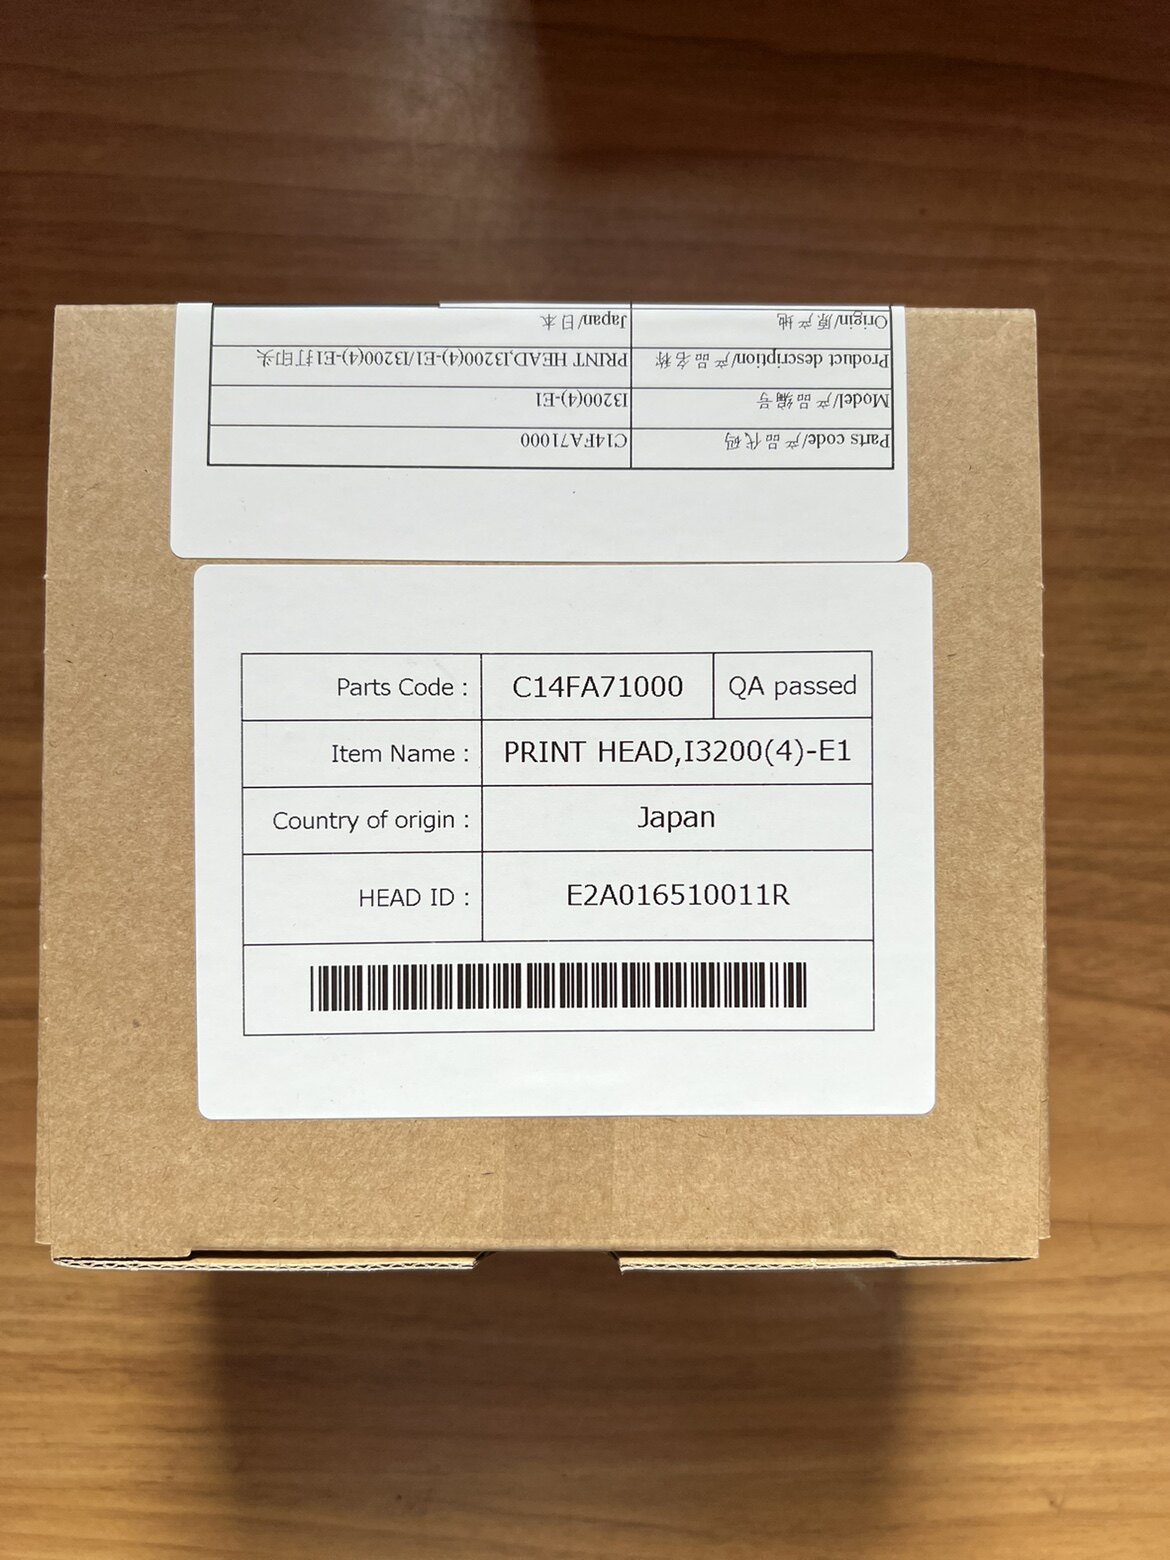 Origin/原产地 Japan/日本
Product description/产品名称 PRINT HEAD,I3200(4)-E1/I3200(4)-E1打印头
Model/产品编号 I3200(4)-E1
Parts code/产品代码 C14FA71000
Parts Code : C14FA71000 QA passed
Item Name : PRINT HEAD,I3200(4)-E1
Country of origin : Japan
HEAD ID : E2A016510011R